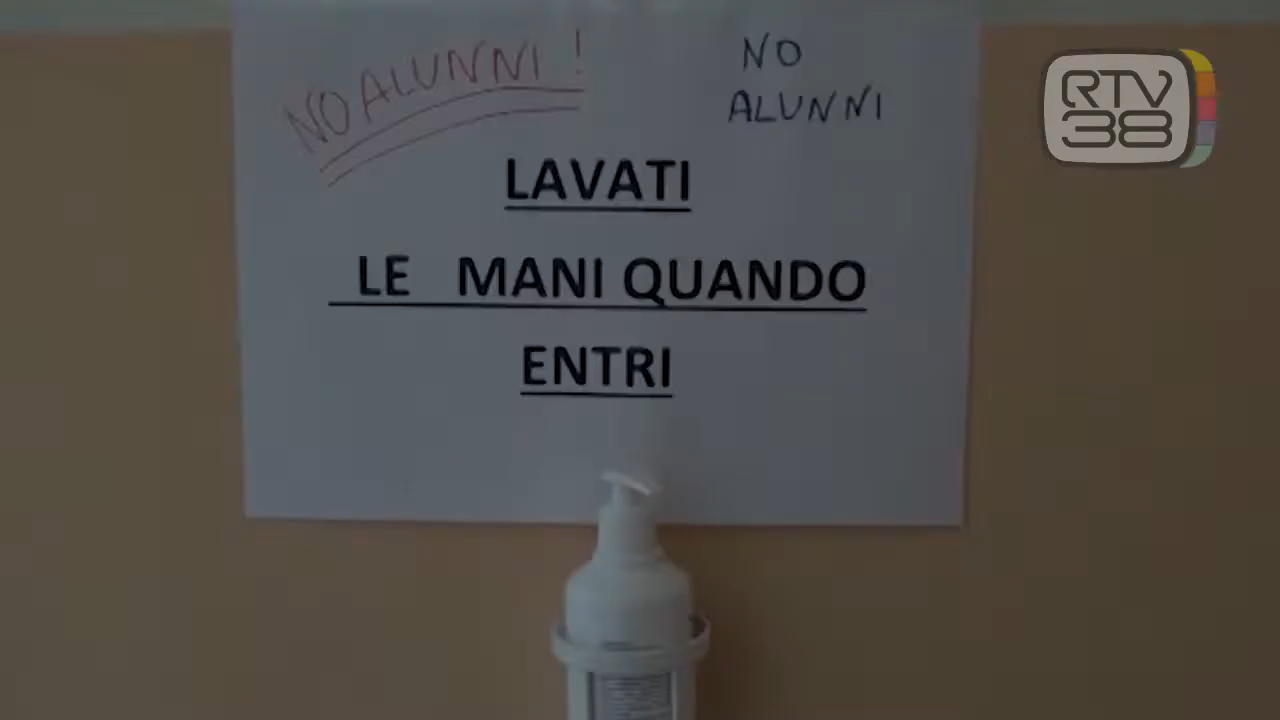 NO ALUNNI !
NO
ALUNNI
LAVATI
LE MANI QUANDO
ENTRI
RTV
38